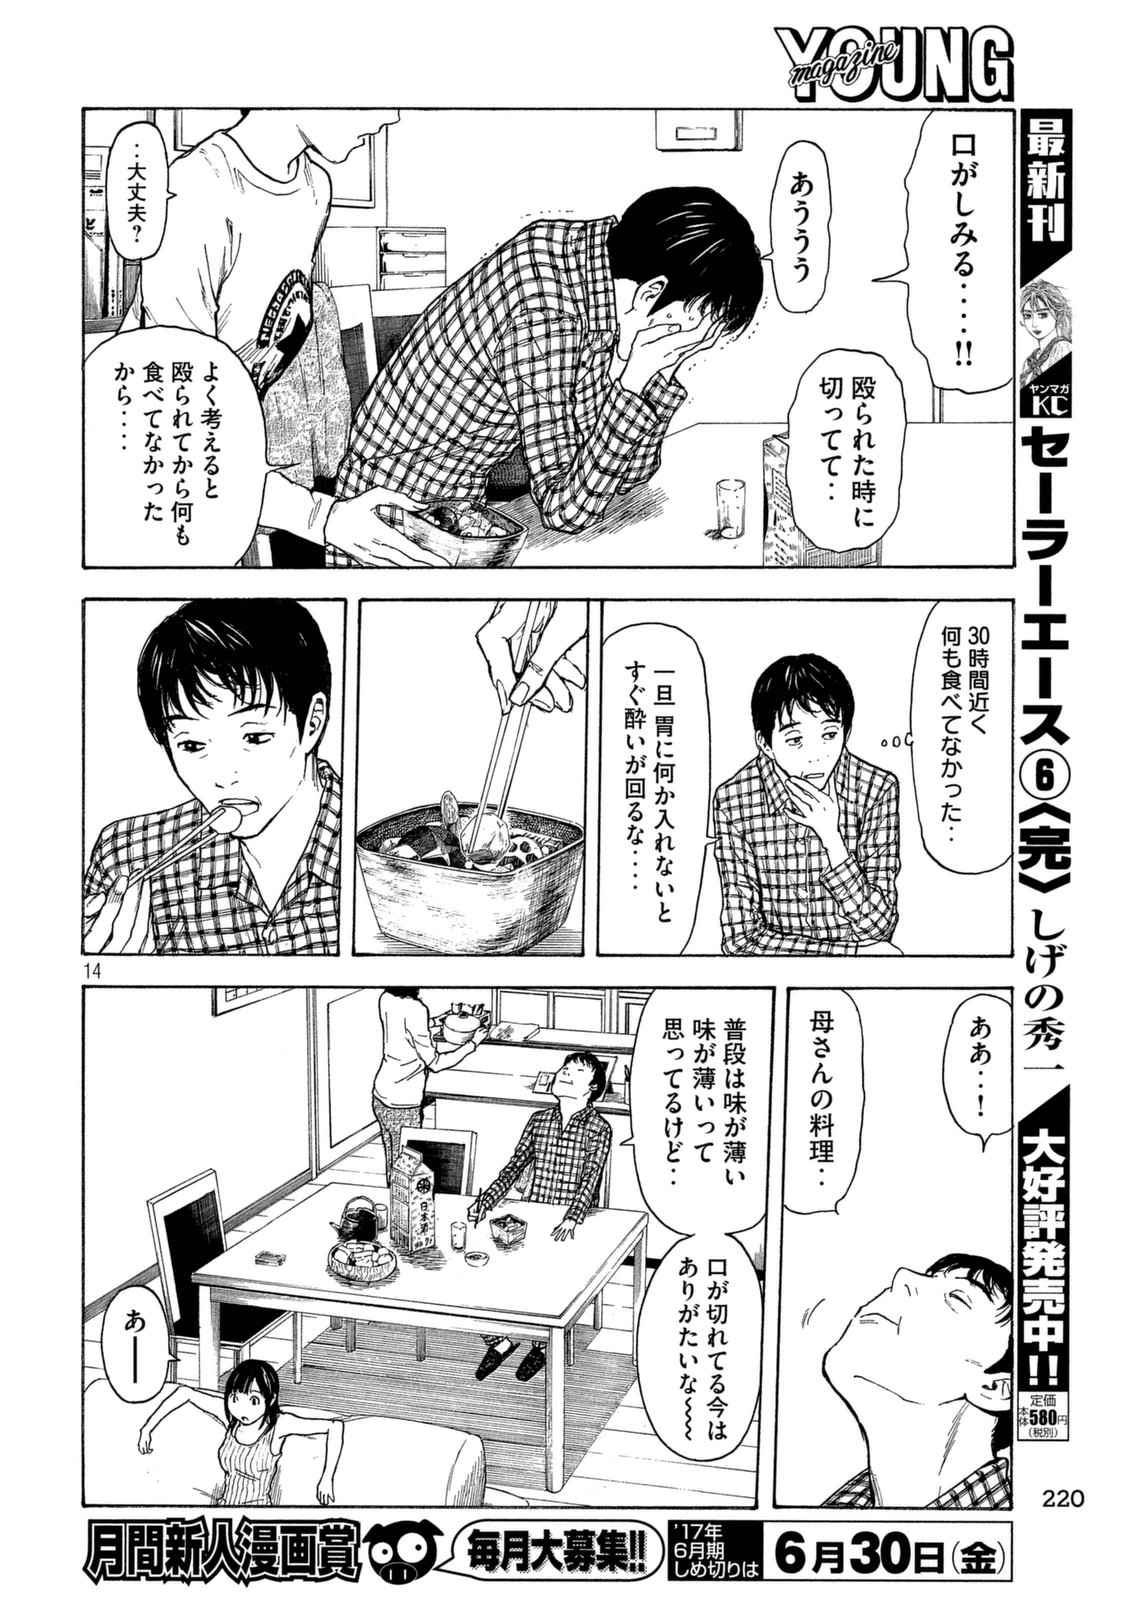 YOUNG
magazine
口がしみる‥‥‥!!
あううう
殴られた時に
切ってて‥
‥大丈夫?
よく考えると
殴られてから何も
食べてなかった
から‥‥
30時間近く
何も食べてなかった‥
一旦 胃に何か入れないと
すぐ酔いが回るな‥‥
14
ああ‥‥!
母さんの料理‥
普段は味が薄い
味が薄いって
思ってるけど‥
日本酒
口が切れてる今は
ありがたいな〜〜
あー
最新刊
ヤンマガ
KC
セーラーエース⑥〈完〉
しげの秀一
大好評発売中!!
定価
本体580円
(税別)
220
月間新人漫画賞
毎月大募集!!
'17年
6月期
しめ切りは
6月30日(金)